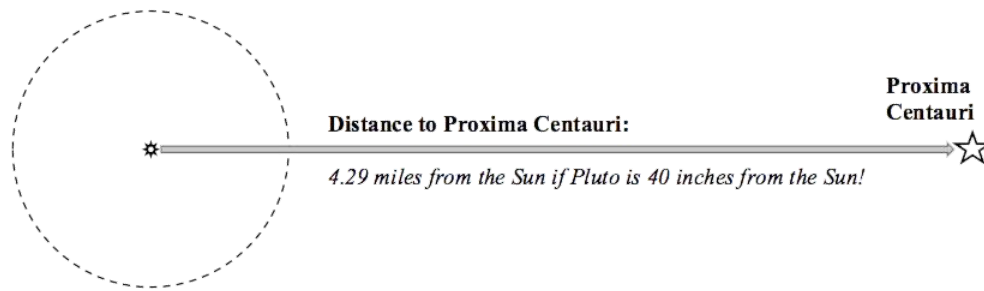 Proxima
Centauri
Distance to Proxima Centauri:
4.29 miles from the Sun if Pluto is 40 inches from the Sun!